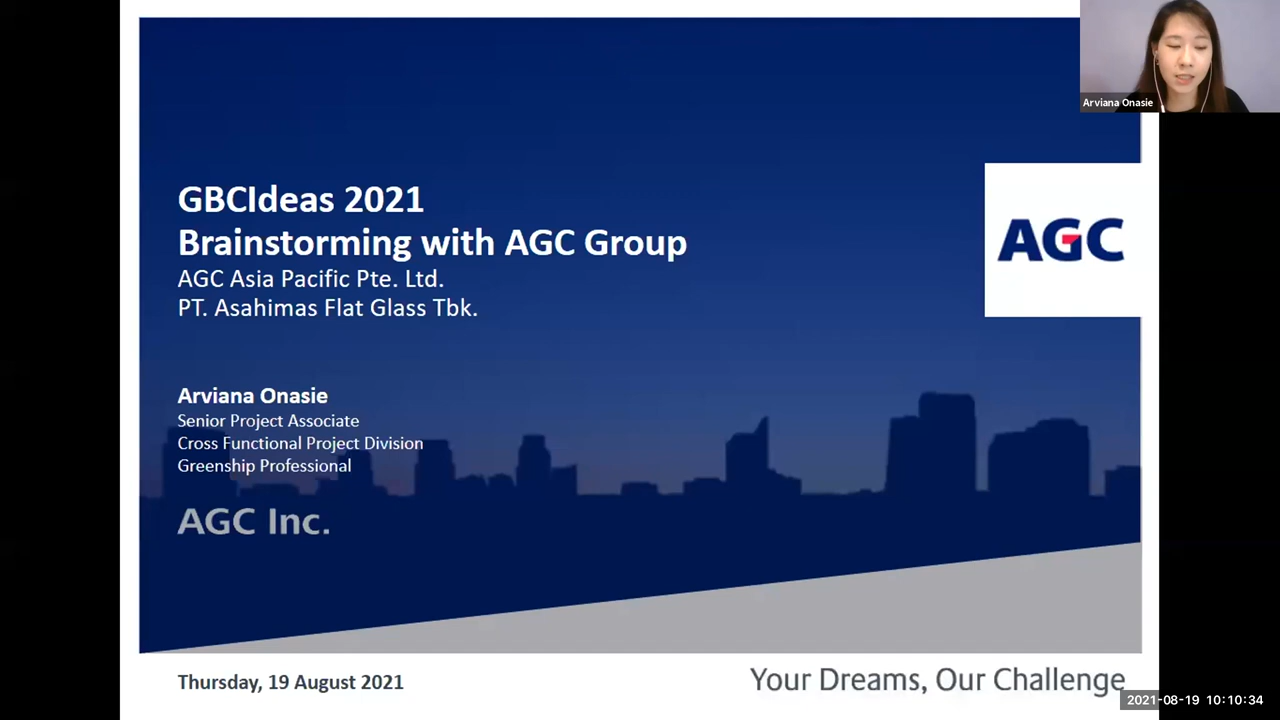 Arviana Onasie
GBCIdeas 2021
Brainstorming with AGC Group
AGC Asia Pacific Pte. Ltd.
PT. Asahimas Flat Glass Tbk.
AGC
Arviana Onasie
Senior Project Associate
Cross Functional Project Division
Greenship Professional
AGC Inc.
Thursday, 19 August 2021
Your Dreams, Our Challenge
2021-08-19 10:10:34